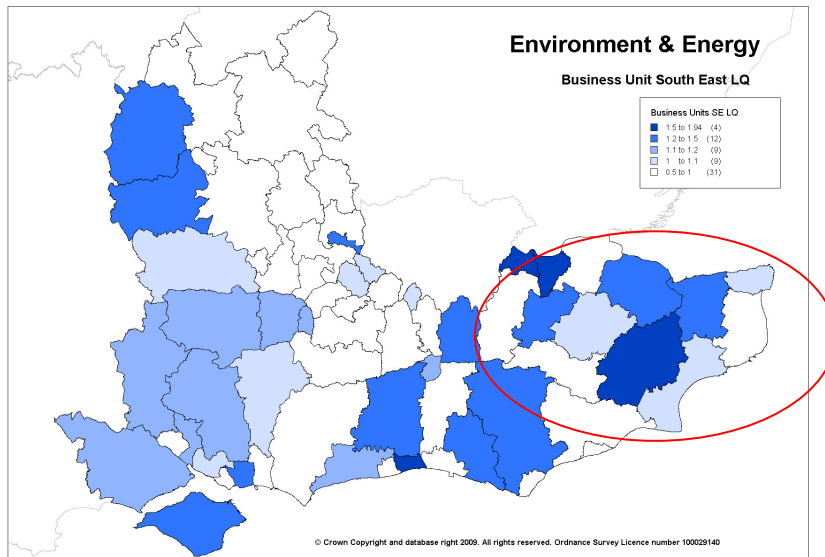 Environment & Energy
Business Unit South East LQ
Business Units SE LQ
1.5 to 1.94 (4)
1.2 to 1.5 (12)
1.1 to 1.2 (9)
1 to 1.1 (9)
0.5 to 1 (31)
© Crown Copyright and database right 2009. All rights reserved. Ordnance Survey Licence number 100029140